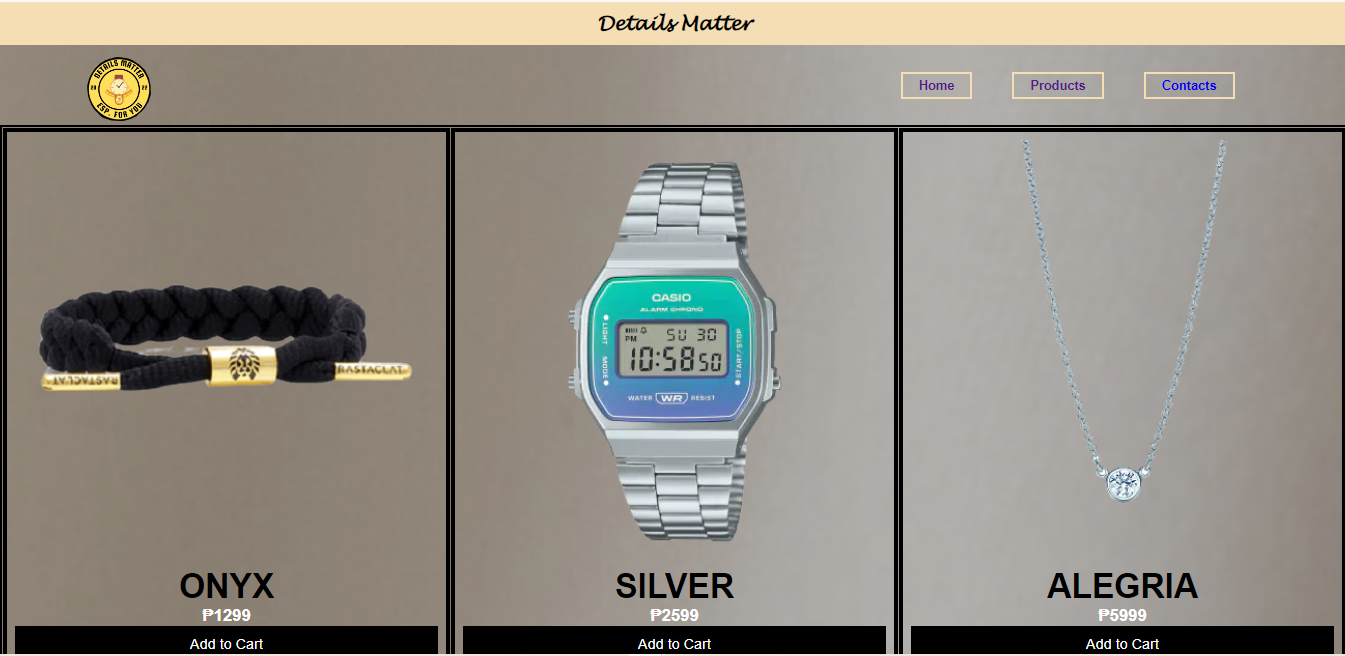 Details Matter
DETAILS MATTER
20 22
ESP. FOR YOU
Home
Products
Contacts
RASTACLAT
RASTACLAT
CASIO
ALARM CHRONO
LIGHT
MODE
START/STOP
PM
SU 30
10:58 50
WATER WR RESIST
ONYX
₱1299
Add to Cart
SILVER
₱2599
Add to Cart
ALEGRIA
₱5999
Add to Cart